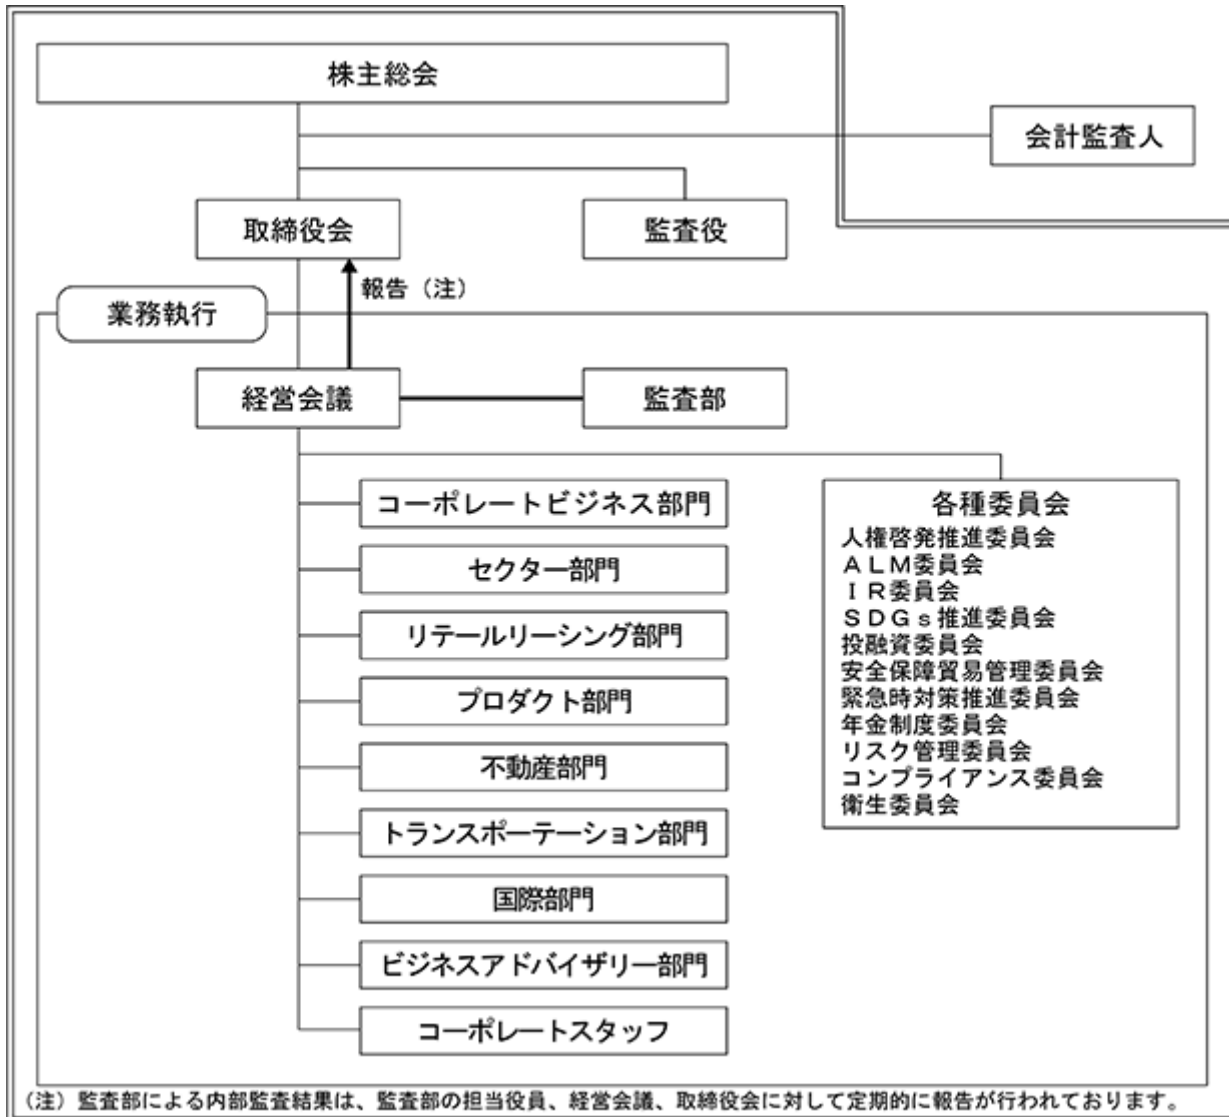 株主総会
会計監査人
取締役会
監査役
報告（注）
業務執行
経営会議
監査部
コーポレートビジネス部門
セクター部門
リテールリーシング部門
プロダクト部門
不動産部門
トランスポーテーション部門
国際部門
ビジネスアドバイザリー部門
コーポレートスタッフ
各種委員会
人権啓発推進委員会
ＡＬＭ委員会
ＩＲ委員会
ＳＤＧｓ推進委員会
投融資委員会
安全保障貿易管理委員会
緊急時対策推進委員会
年金制度委員会
リスク管理委員会
コンプライアンス委員会
衛生委員会
（注）監査部による内部監査結果は、監査部の担当役員、経営会議、取締役会に対して定期的に報告が行われております。